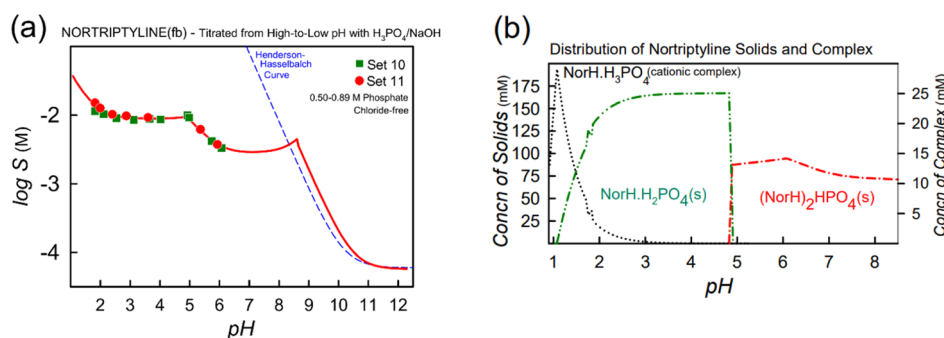 (a)
NORTRIPTYLINE(fb) - Titrated from High-to-Low pH with H₃PO₄/NaOH
Henderson-
Hasselbalch
Curve
Set 10
Set 11
0.50-0.89 M Phosphate
Chloride-free
log S (M)
-2
-3
-4
2 3 4 5 6 7 8 9 10 11 12
pH
(b)
Distribution of Nortriptyline Solids and Complex
NorH.H₃PO₄ (cationic complex)
Concn of Solids (mM)
175
150
125
100
75
50
25
NorH.H₂PO₄(s)
(NorH)₂HPO₄(s)
25
20
15
10
5
0
Concn of Complex (mM)
1 2 3 4 5 6 7 8
pH